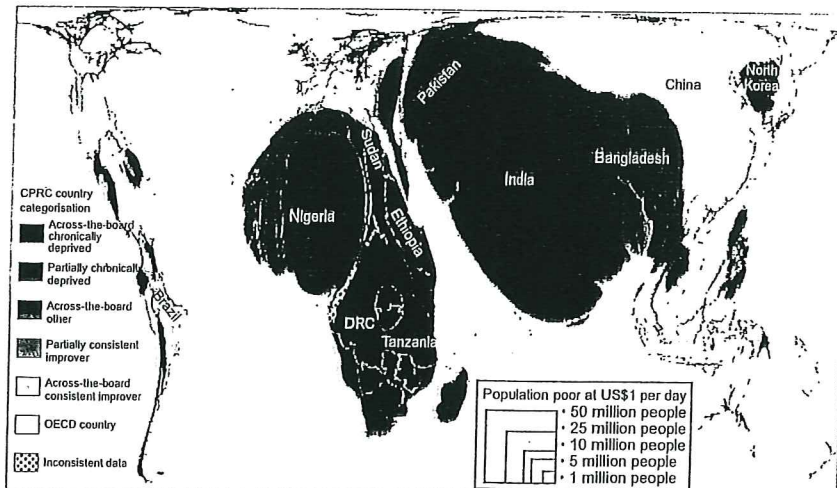 Pakistan
China
North
Korea
Sudan
India
Bangladesh
Nigeria
Ethiopia
CPRC country
categorisation
Across-the-board
chronically
deprived
Partially chronically
deprived
Across-the-board
other
Partially consistent
improver
Across-the-board
consistent improver
OECD country
Inconsistent data
Brazil
DRC
Tanzania
Population poor at US$1 per day
50 million people
25 million people
10 million people
5 million people
1 million people